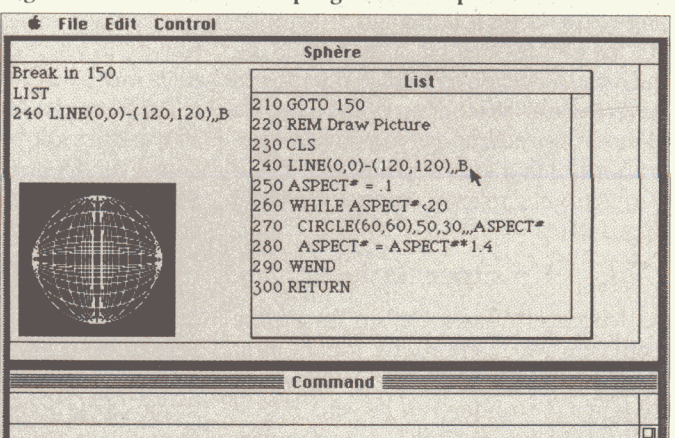 File Edit Control
Sphère
Break in 150
LIST
240 LINE(0,0)-(120,120),,B
List
210 GOTO 150
220 REM Draw Picture
230 CLS
240 LINE(0,0)-(120,120),,B
250 ASPECT# = .1
260 WHILE ASPECT#<20
270 CIRCLE(60,60),50,30,,,ASPECT#
280 ASPECT# = ASPECT#*1.4
290 WEND
300 RETURN
Command